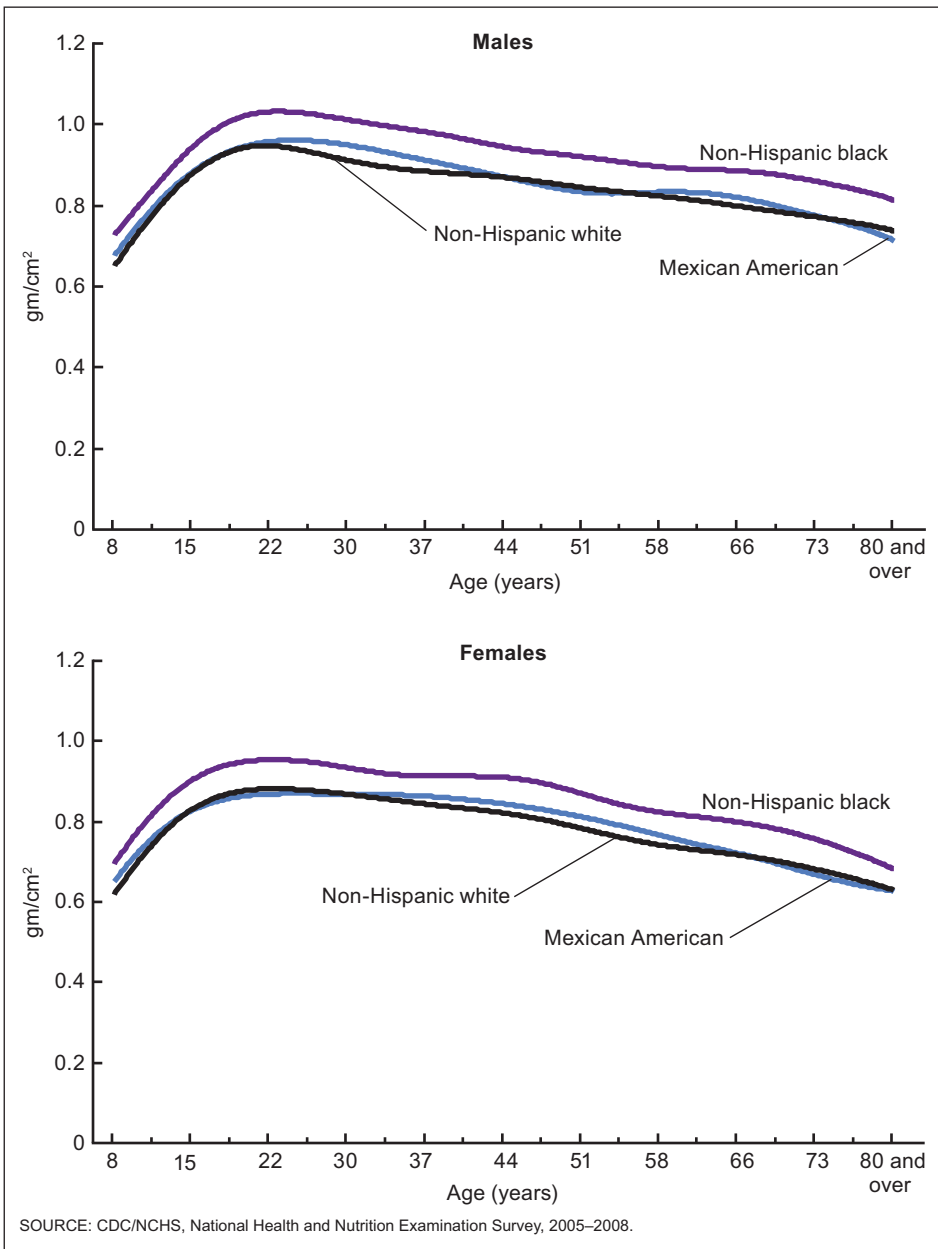 Males
1.2
1.0
0.8
0.6
0.4
0.2
0
gm/cm²
Non-Hispanic black
Non-Hispanic white
Mexican American
8 15 22 30 37 44 51 58 66 73 80 and
over
Age (years)
Females
1.2
1.0
0.8
0.6
0.4
0.2
0
gm/cm²
Non-Hispanic black
Non-Hispanic white
Mexican American
8 15 22 30 37 44 51 58 66 73 80 and
over
Age (years)
SOURCE: CDC/NCHS, National Health and Nutrition Examination Survey, 2005–2008.